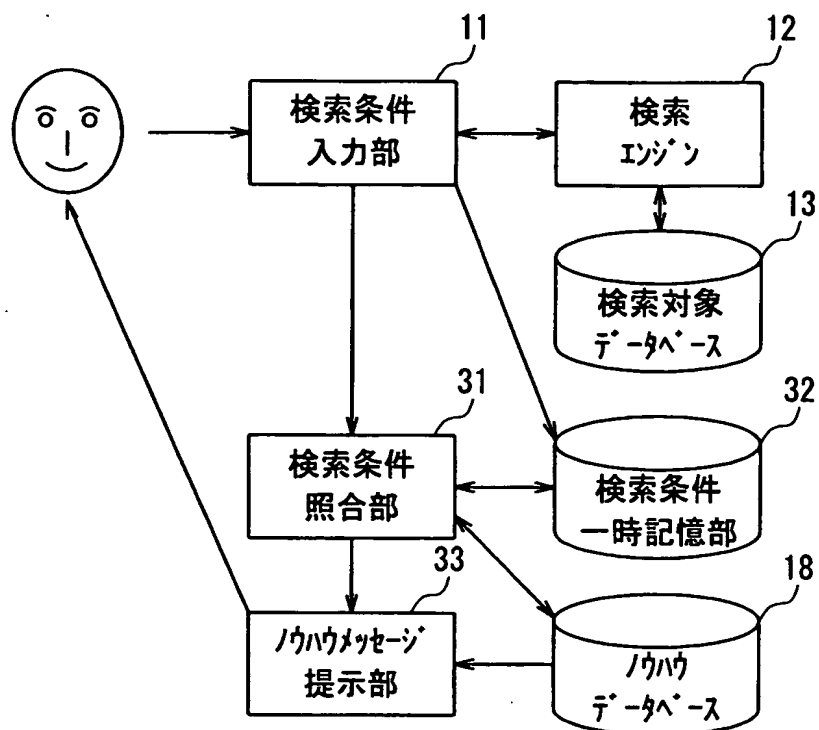 11
検索条件
入力部
12
検索
エンジン
13
検索対象
データベース
31
検索条件
照合部
32
検索条件
一時記憶部
33
ノウハウメッセージ
提示部
18
ノウハウ
データベース